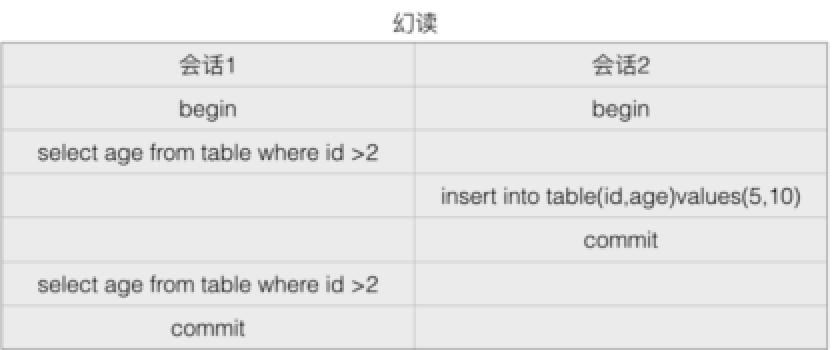 幻读
会话1 会话2
begin begin
select age from table where id >2
insert into table(id,age)values(5,10)
commit
select age from table where id >2
commit